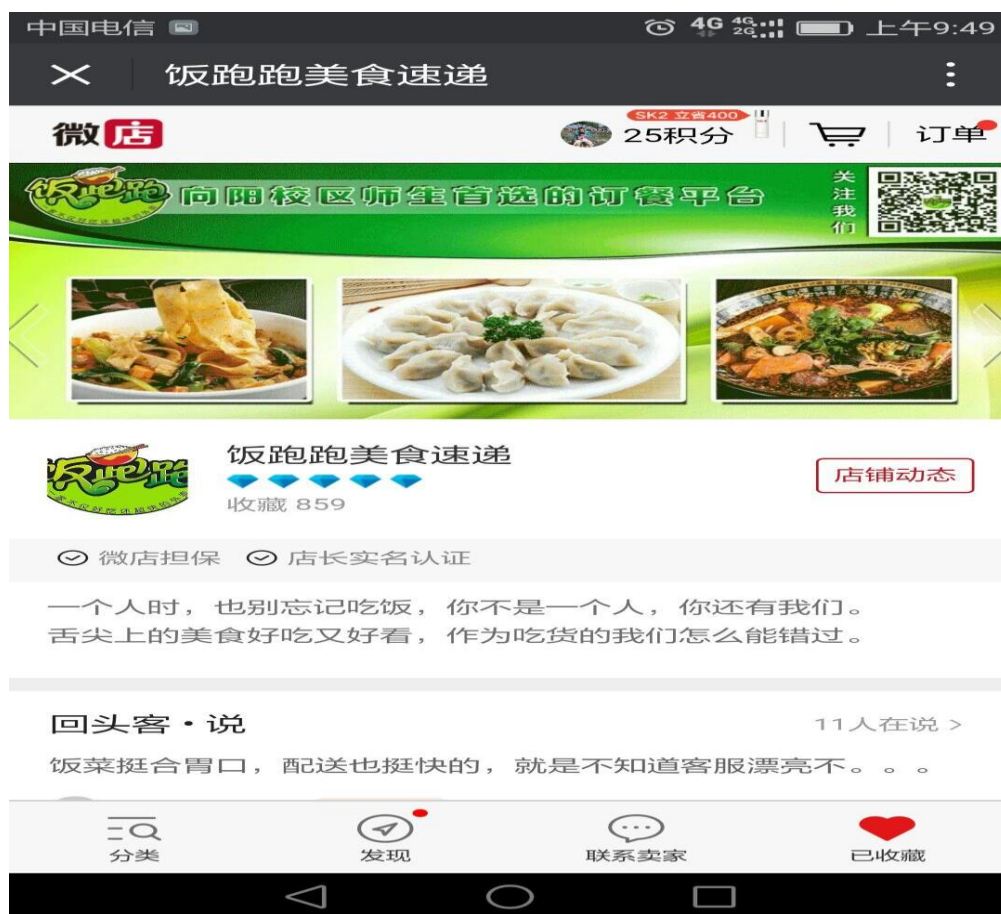 中国电信
4G 4G 2G 上午9:49
饭跑跑美食速递
微店
SK2 立省400
25积分
订单
饭跑跑
向阳校区师生首选的订餐平台
关注我们
饭跑跑
饭跑跑美食速递
收藏 859
店铺动态
微店担保 店长实名认证
一个人时，也别忘记吃饭，你不是一个人，你还有我们。
舌尖上的美食好吃又好看，作为吃货的我们怎么能错过。
回头客·说
11人在说 >
饭菜挺合胃口，配送也挺快的，就是不知道客服漂亮不。。。
分类
发现
联系卖家
已收藏